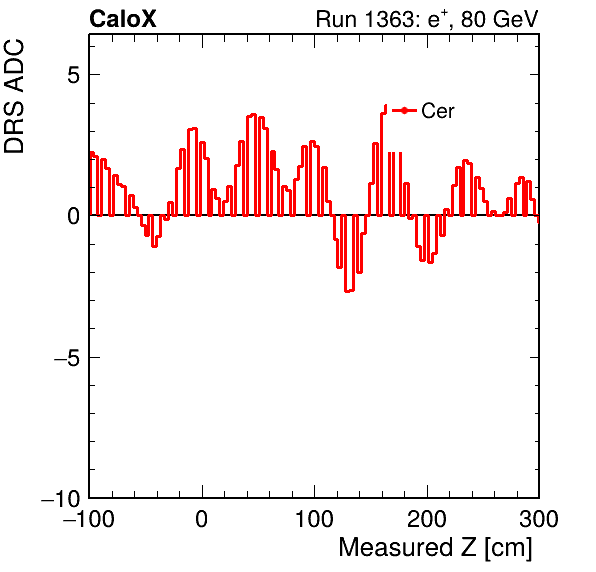 CaloX
Run 1363: e+, 80 GeV
DRS ADC
Cer
5
0
−5
−10
−100 0 100 200 300
Measured Z [cm]